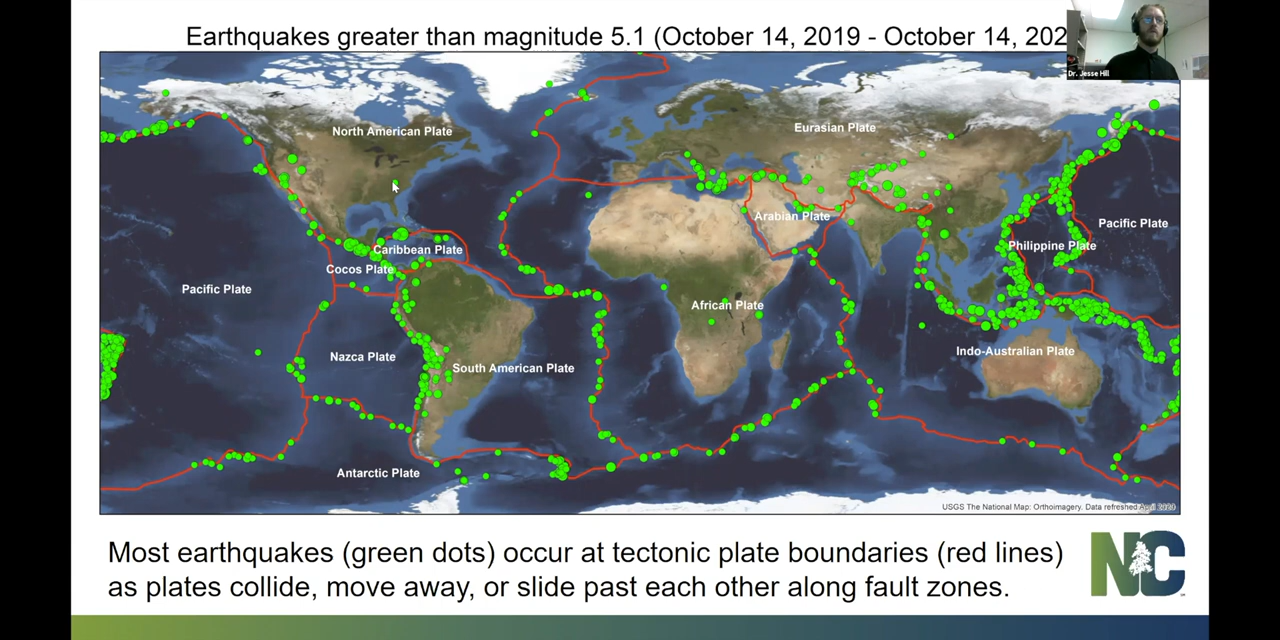 Earthquakes greater than magnitude 5.1 (October 14, 2019 - October 14, 202
Dr. Jesse Hill
North American Plate
Eurasian Plate
Arabian Plate
Pacific Plate
Caribbean Plate
Philippine Plate
Cocos Plate
Pacific Plate
African Plate
Nazca Plate
Indo-Australian Plate
South American Plate
Antarctic Plate
USGS The National Map: Orthoimagery. Data refreshed April 2020
Most earthquakes (green dots) occur at tectonic plate boundaries (red lines)
as plates collide, move away, or slide past each other along fault zones.
NC